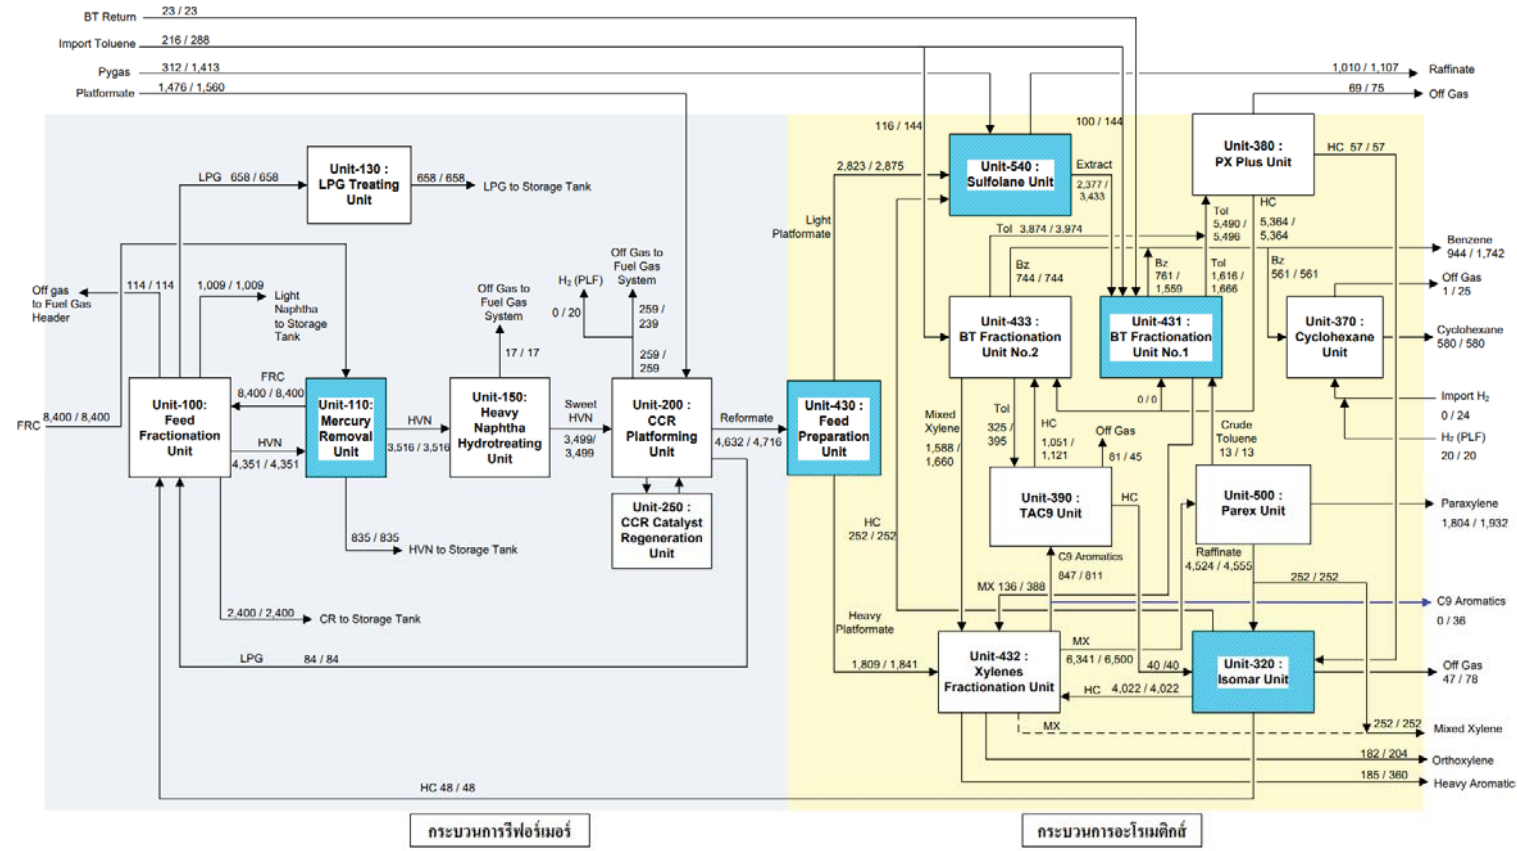 BT Return 23 / 23
Import Toluene 216 / 288
Pygas 312 / 1,413
Platformate 1,476 / 1,560
1,010 / 1,107 Raffinate
69 / 75 Off Gas
116 / 144
100 / 144
Unit-130 :
LPG Treating
Unit
LPG 658 / 658
658 / 658
LPG to Storage Tank
2,823 / 2,875
Unit-540 :
Sulfolane Unit
Extract
2,377 /
3,433
Unit-380 :
PX Plus Unit
HC 57 / 57
Light
Platformate
Tol 3,874 / 3,974
Tol
5,490 /
5,496
HC
5,364 /
5,364
Benzene
944 / 1,742
Off gas
to Fuel Gas
Header
114 / 114
1,009 / 1,009
Light
Naphtha
to Storage
Tank
Off Gas to
Fuel Gas
System
17 / 17
H₂ (PLF)
0 / 20
Off Gas to
Fuel Gas
System
259 /
239
259 /
259
Bz
744 / 744
Bz
761 /
1,559
Tol
1,616 /
1,666
Bz
561 / 561
Off Gas
1 / 25
Unit-433 :
BT Fractionation
Unit No.2
Unit-431 :
BT Fractionation
Unit No.1
Unit-370 :
Cyclohexane
Unit
Cyclohexane
580 / 580
Import H₂
0 / 24
H₂ (PLF)
20 / 20
FRC 8,400 / 8,400
Unit-100:
Feed
Fractionation
Unit
FRC
8,400 / 8,400
HVN
4,351 / 4,351
Unit-110:
Mercury
Removal
Unit
HVN
3,516 / 3,516
Unit-150:
Heavy
Naphtha
Hydrotreating
Unit
Sweet
HVN
3,499/
3,499
Unit-200 :
CCR
Platforming
Unit
Reformate
4,632 / 4,716
Unit-430 :
Feed
Preparation
Unit
Unit-250 :
CCR Catalyst
Regeneration
Unit
0 / 0
Mixed
Xylene
1,588 /
1,660
Tol
325 /
395
HC
1,051 /
1,121
Off Gas
81 / 45
Crude
Toluene
13 / 13
Unit-390 :
TAC9 Unit
HC
Unit-500 :
Parex Unit
Paraxylene
1,804 / 1,932
835 / 835
HVN to Storage Tank
HC
252 / 252
C9 Aromatics
847 / 811
Raffinate
4,524 / 4,555
252 / 252
MX 136 / 388
C9 Aromatics
0 / 36
2,400 / 2,400
CR to Storage Tank
LPG 84 / 84
Heavy
Platformate
1,809 / 1,841
Unit-432 :
Xylenes
Fractionation Unit
MX
6,341 / 6,500
40 /40
HC 4,022 / 4,022
Unit-320 :
Isomar Unit
Off Gas
47 / 78
MX
252 / 252 Mixed Xylene
182 / 204 Orthoxylene
185 / 360 Heavy Aromatic
HC 48 / 48
กระบวนการรีฟอร์เมอร์
กระบวนการอะโรเมติกส์